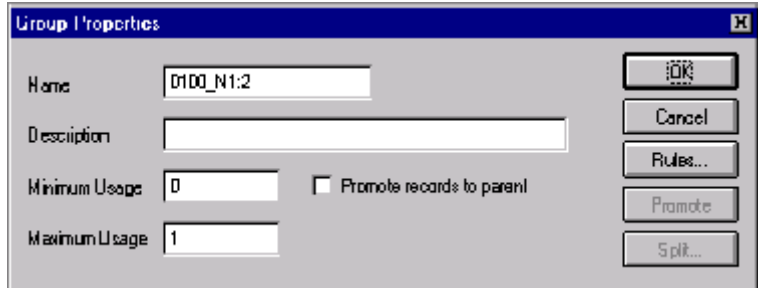 Group Properties
OK
Name
0100_N1:2
Cancel
Description
Rules...
Minimum Usage
0
Promote records to parent
Promote
Maximum Usage
1
Split...